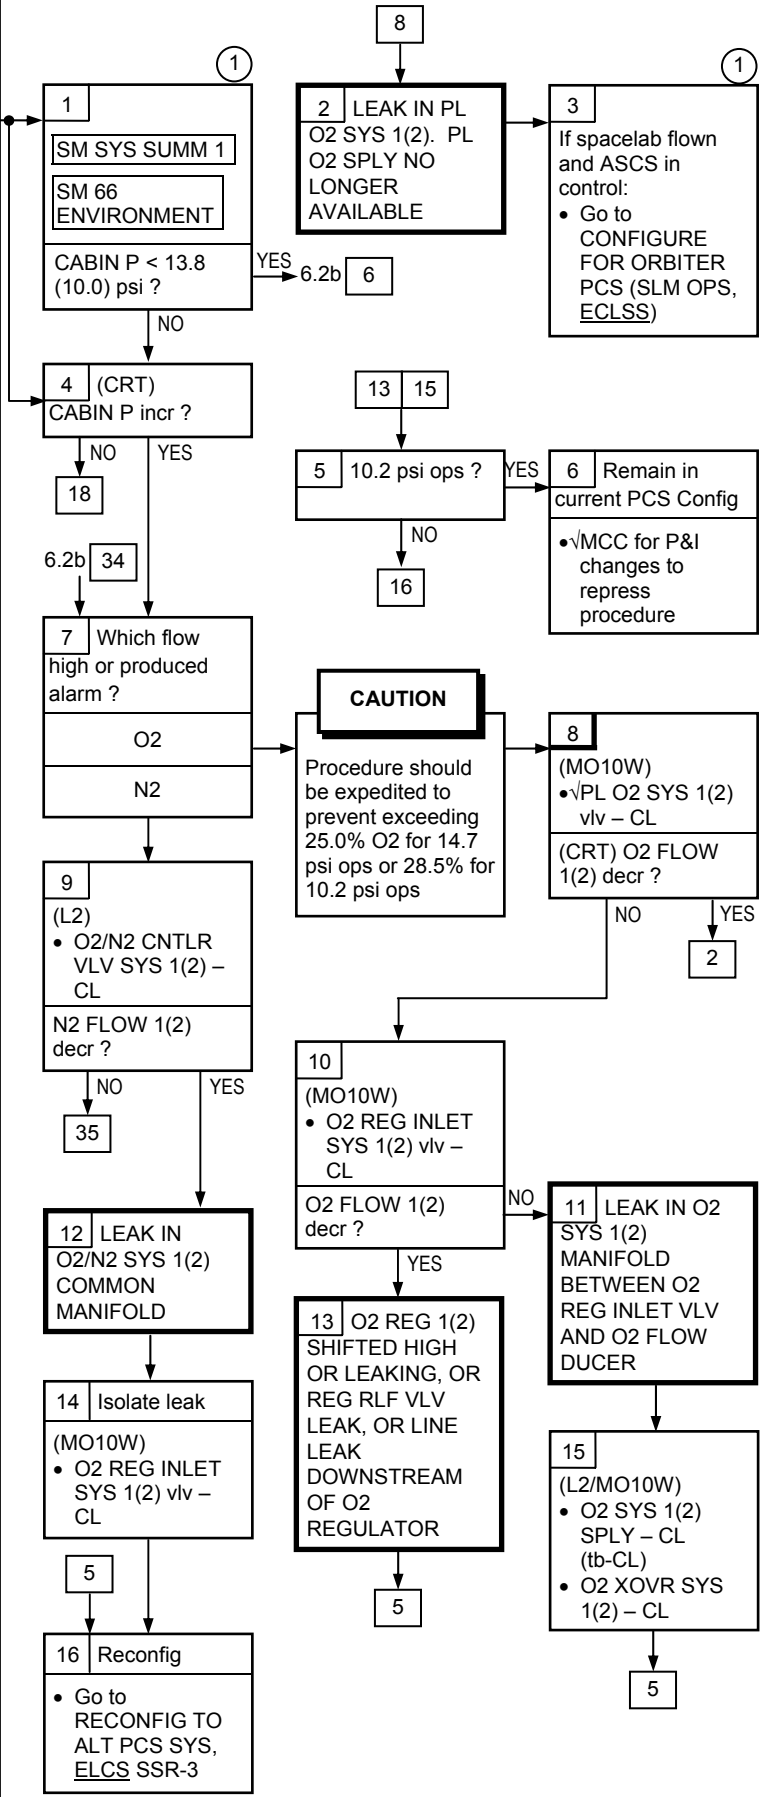 1
1
SM SYS SUMM 1
SM 66
ENVIRONMENT
CABIN P < 13.8
(10.0) psi ?
YES
6.2b 6
NO
8
2 LEAK IN PL
O2 SYS 1(2). PL
O2 SPLY NO
LONGER
AVAILABLE
1
3
If spacelab flown
and ASCS in
control:
• Go to
CONFIGURE
FOR ORBITER
PCS (SLM OPS,
ECLSS)
4 (CRT)
CABIN P incr ?
NO
YES
18
13 15
5 10.2 psi ops ?
YES
NO
16
6 Remain in
current PCS Config
•√MCC for P&I
changes to
repress
procedure
6.2b 34
7 Which flow
high or produced
alarm ?
O2
N2
CAUTION
Procedure should
be expedited to
prevent exceeding
25.0% O2 for 14.7
psi ops or 28.5% for
10.2 psi ops
8
(MO10W)
•√PL O2 SYS 1(2)
vlv – CL
(CRT) O2 FLOW
1(2) decr ?
NO
YES
2
9
(L2)
• O2/N2 CNTLR
VLV SYS 1(2) –
CL
N2 FLOW 1(2)
decr ?
NO
YES
35
10
(MO10W)
• O2 REG INLET
SYS 1(2) vlv –
CL
O2 FLOW 1(2)
decr ?
NO
YES
11 LEAK IN O2
SYS 1(2)
MANIFOLD
BETWEEN O2
REG INLET VLV
AND O2 FLOW
DUCER
12 LEAK IN
O2/N2 SYS 1(2)
COMMON
MANIFOLD
13 O2 REG 1(2)
SHIFTED HIGH
OR LEAKING, OR
REG RLF VLV
LEAK, OR LINE
LEAK
DOWNSTREAM
OF O2
REGULATOR
5
14 Isolate leak
(MO10W)
• O2 REG INLET
SYS 1(2) vlv –
CL
15
(L2/MO10W)
• O2 SYS 1(2)
SPLY – CL
(tb-CL)
• O2 XOVR SYS
1(2) – CL
5
5
16 Reconfig
• Go to
RECONFIG TO
ALT PCS SYS,
ELCS SSR-3